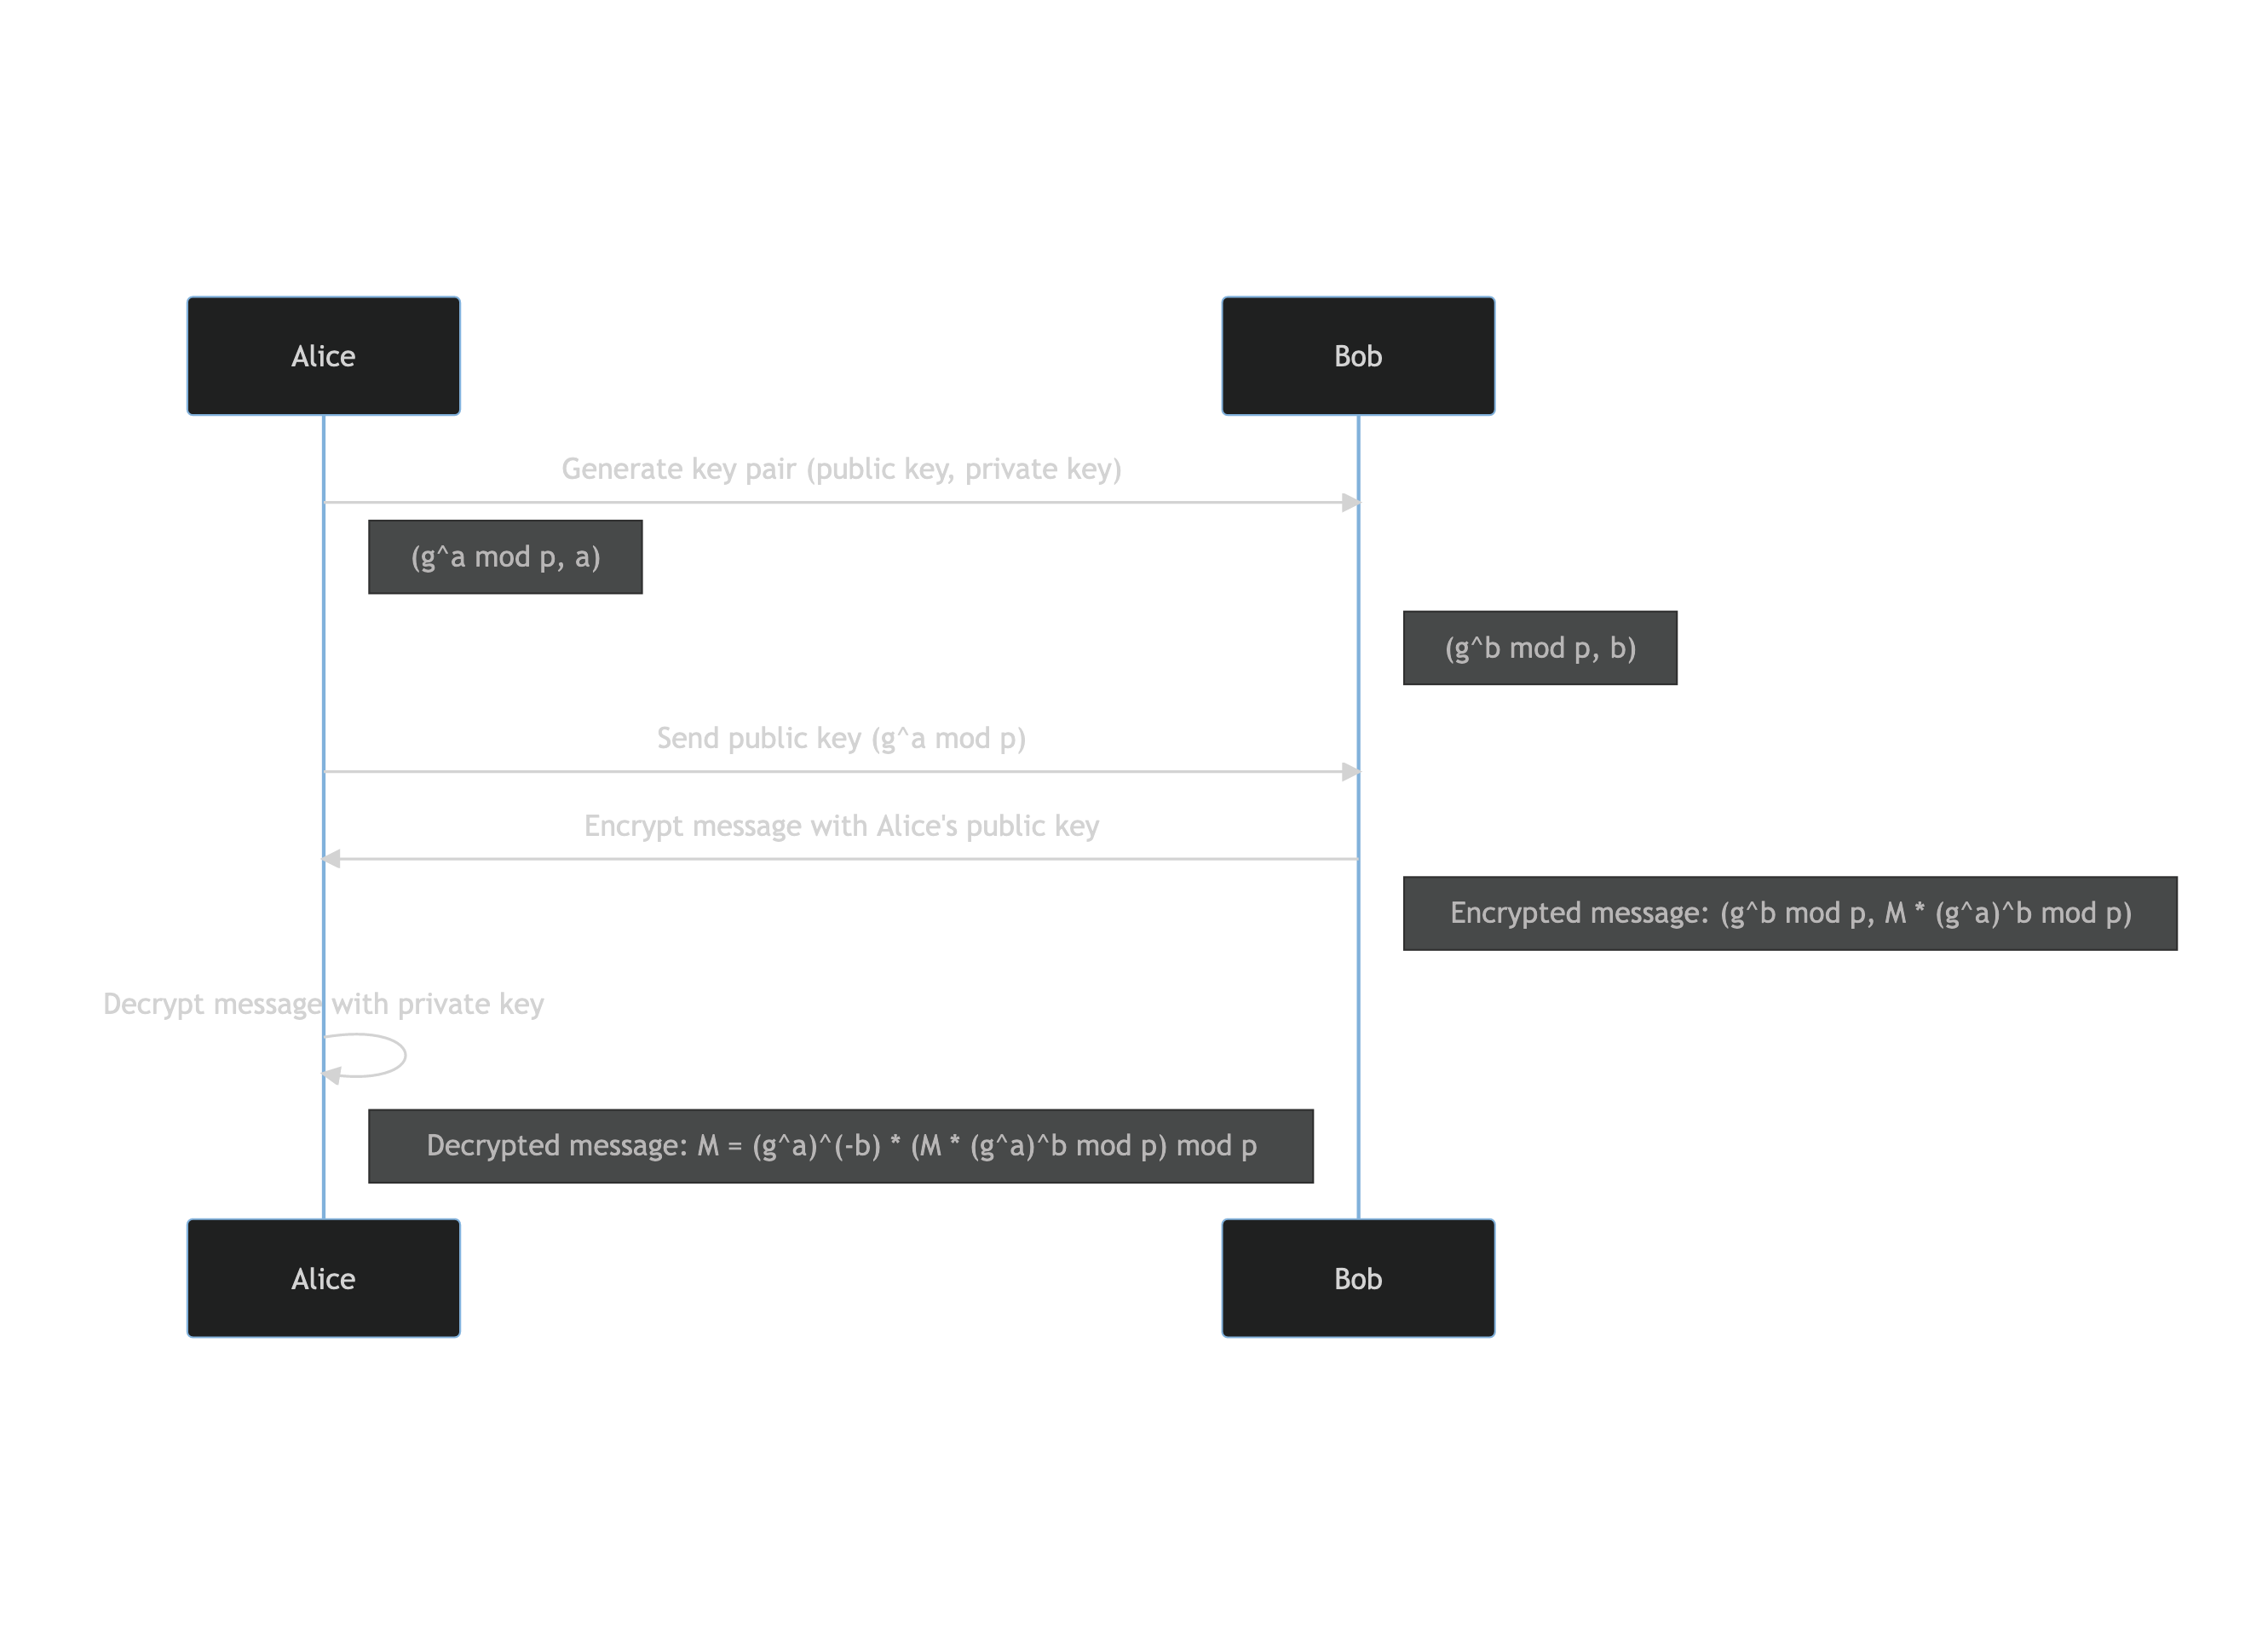 Alice
Bob
Generate key pair (public key, private key)
(g^a mod p, a)
(g^b mod p, b)
Send public key (g^a mod p)
Encrypt message with Alice's public key
Encrypted message: (g^b mod p, M * (g^a)^b mod p)
Decrypt message with private key
Decrypted message: M = (g^a)^(-b) * (M * (g^a)^b mod p) mod p
Alice
Bob